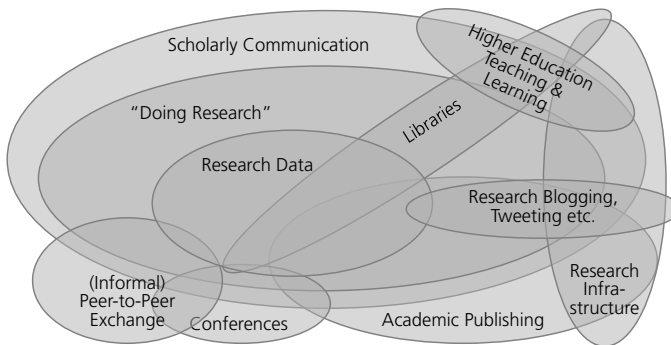 Scholarly Communication
Higher Education
Teaching &
Learning
“Doing Research”
Libraries
Research Data
Research Blogging,
Tweeting etc.
(Informal)
Peer-to-Peer
Exchange
Conferences
Academic Publishing
Research
Infra-
structure